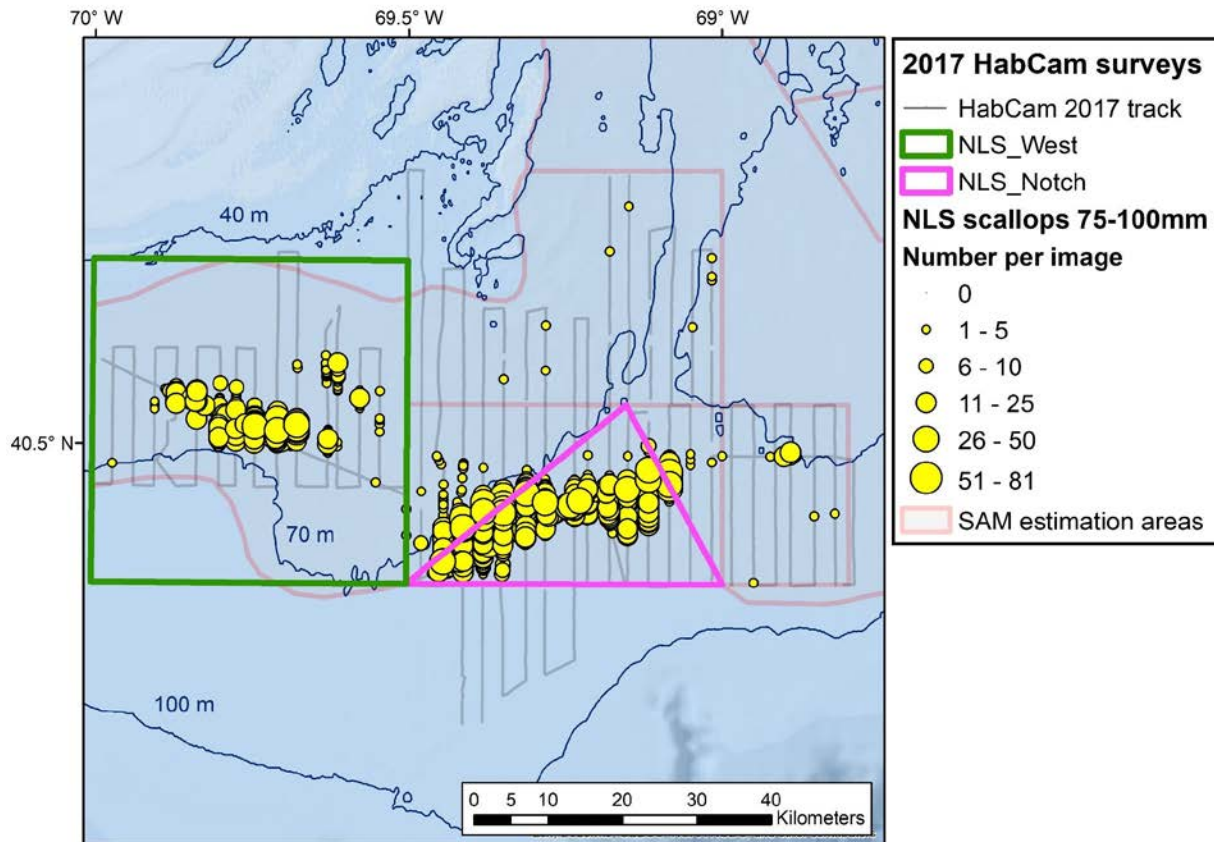 70° W
69.5° W
69° W
40.5° N
40 m
70 m
100 m
0 5 10 20 30 40
Kilometers
2017 HabCam surveys
HabCam 2017 track
NLS_West
NLS_Notch
NLS scallops 75-100mm
Number per image
0
1 - 5
6 - 10
11 - 25
26 - 50
51 - 81
SAM estimation areas